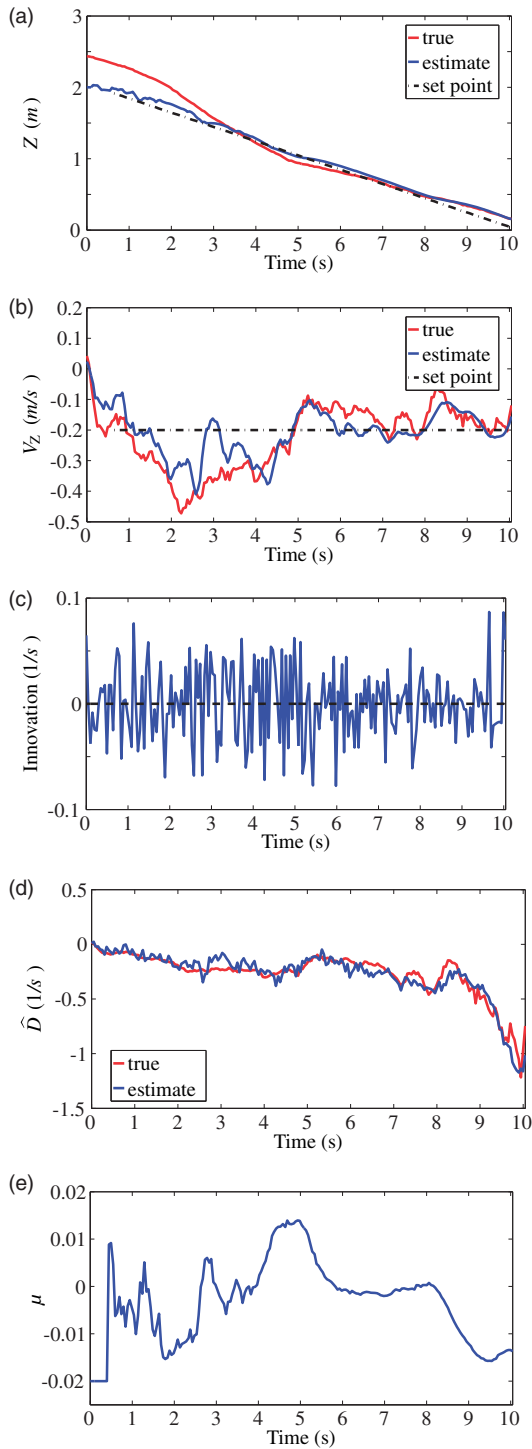 (a)
3
2
1
0
Z (m)
true
estimate
set point
0 1 2 3 4 5 6 7 8 9 10
Time (s)
(b)
0.2
0.1
0
-0.1
-0.2
-0.3
-0.4
-0.5
V_Z (m/s)
true
estimate
set point
0 1 2 3 4 5 6 7 8 9 10
Time (s)
(c)
0.1
0
-0.1
Innovation (1/s)
0 1 2 3 4 5 6 7 8 9 10
Time (s)
(d)
0.5
0
-0.5
-1
-1.5
D̂ (1/s)
true
estimate
0 1 2 3 4 5 6 7 8 9 10
Time (s)
(e)
0.02
0.01
0
-0.01
-0.02
μ
0 1 2 3 4 5 6 7 8 9 10
Time (s)